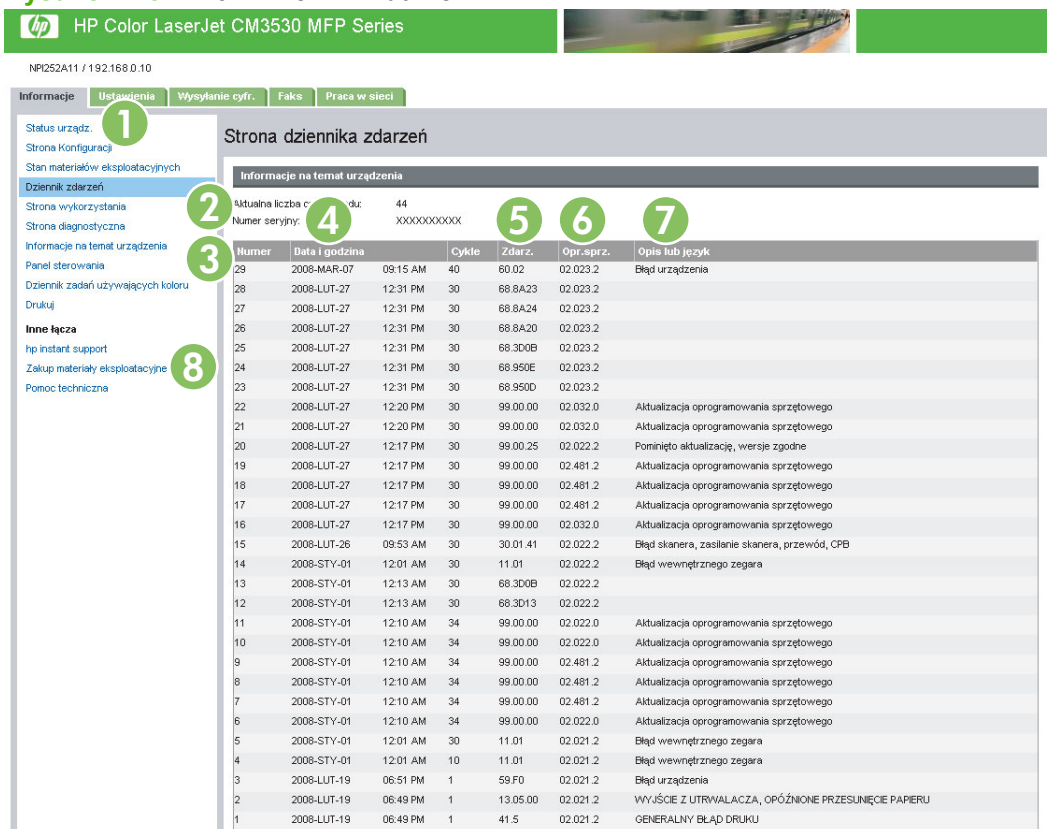 hp HP Color LaserJet CM3530 MFP Series
NPI252A11 / 192.168.0.10
Informacje Ustawienia Wysyłanie cyfr. Faks Praca w sieci
1
Status urządz.
Strona Konfiguracji
Stan materiałów eksploatacyjnych
Dziennik zdarzeń
Strona wykorzystania
Strona diagnostyczna
Informacje na temat urządzenia
Panel sterowania
Dziennik zadań używających koloru
Drukuj
Inne łącza
hp instant support
Zakup materiały eksploatacyjne
Pomoc techniczna
2
3
8
Strona dziennika zdarzeń
Informacje na temat urządzenia
Aktualna liczba 44
Numer seryjny: XXXXXXXXXX
4 5 6 7
Numer Data i godzina Cykle Zdarz. Opr.sprz. Opis lub język
29 2008-MAR-07 09:15 AM 40 60.02 02.023.2 Błąd urządzenia
28 2008-LUT-27 12:31 PM 30 68.8A23 02.023.2
27 2008-LUT-27 12:31 PM 30 68.8A24 02.023.2
26 2008-LUT-27 12:31 PM 30 68.8A20 02.023.2
25 2008-LUT-27 12:31 PM 30 68.3D0B 02.023.2
24 2008-LUT-27 12:31 PM 30 68.950E 02.023.2
23 2008-LUT-27 12:31 PM 30 68.950D 02.023.2
22 2008-LUT-27 12:20 PM 30 99.00.00 02.032.0 Aktualizacja oprogramowania sprzętowego
21 2008-LUT-27 12:20 PM 30 99.00.00 02.032.0 Aktualizacja oprogramowania sprzętowego
20 2008-LUT-27 12:17 PM 30 99.00.25 02.022.2 Pominięto aktualizację, wersje zgodne
19 2008-LUT-27 12:17 PM 30 99.00.00 02.481.2 Aktualizacja oprogramowania sprzętowego
18 2008-LUT-27 12:17 PM 30 99.00.00 02.481.2 Aktualizacja oprogramowania sprzętowego
17 2008-LUT-27 12:17 PM 30 99.00.00 02.481.2 Aktualizacja oprogramowania sprzętowego
16 2008-LUT-27 12:17 PM 30 99.00.00 02.032.0 Aktualizacja oprogramowania sprzętowego
15 2008-LUT-26 09:53 AM 30 30.01.41 02.022.2 Błąd skanera, zasilanie skanera, przewód, CPB
14 2008-STY-01 12:01 AM 30 11.01 02.022.2 Błąd wewnętrznego zegara
13 2008-STY-01 12:13 AM 30 68.3D0B 02.022.2
12 2008-STY-01 12:13 AM 30 68.3D13 02.022.2
11 2008-STY-01 12:10 AM 34 99.00.00 02.022.0 Aktualizacja oprogramowania sprzętowego
10 2008-STY-01 12:10 AM 34 99.00.00 02.022.0 Aktualizacja oprogramowania sprzętowego
9 2008-STY-01 12:10 AM 34 99.00.00 02.481.2 Aktualizacja oprogramowania sprzętowego
8 2008-STY-01 12:10 AM 34 99.00.00 02.481.2 Aktualizacja oprogramowania sprzętowego
7 2008-STY-01 12:10 AM 34 99.00.00 02.481.2 Aktualizacja oprogramowania sprzętowego
6 2008-STY-01 12:10 AM 34 99.00.00 02.022.0 Aktualizacja oprogramowania sprzętowego
5 2008-STY-01 12:01 AM 30 11.01 02.021.2 Błąd wewnętrznego zegara
4 2008-STY-01 12:01 AM 10 11.01 02.021.2 Błąd wewnętrznego zegara
3 2008-LUT-19 06:51 PM 1 59.F0 02.021.2 Błąd urządzenia
2 2008-LUT-19 06:49 PM 1 13.05.00 02.021.2 WYJŚCIE Z UTRWALACZA, OPÓŹNIONE PRZESUNIĘCIE PAPIERU
1 2008-LUT-19 06:49 PM 1 41.5 02.021.2 GENERALNY BŁĄD DRUKU